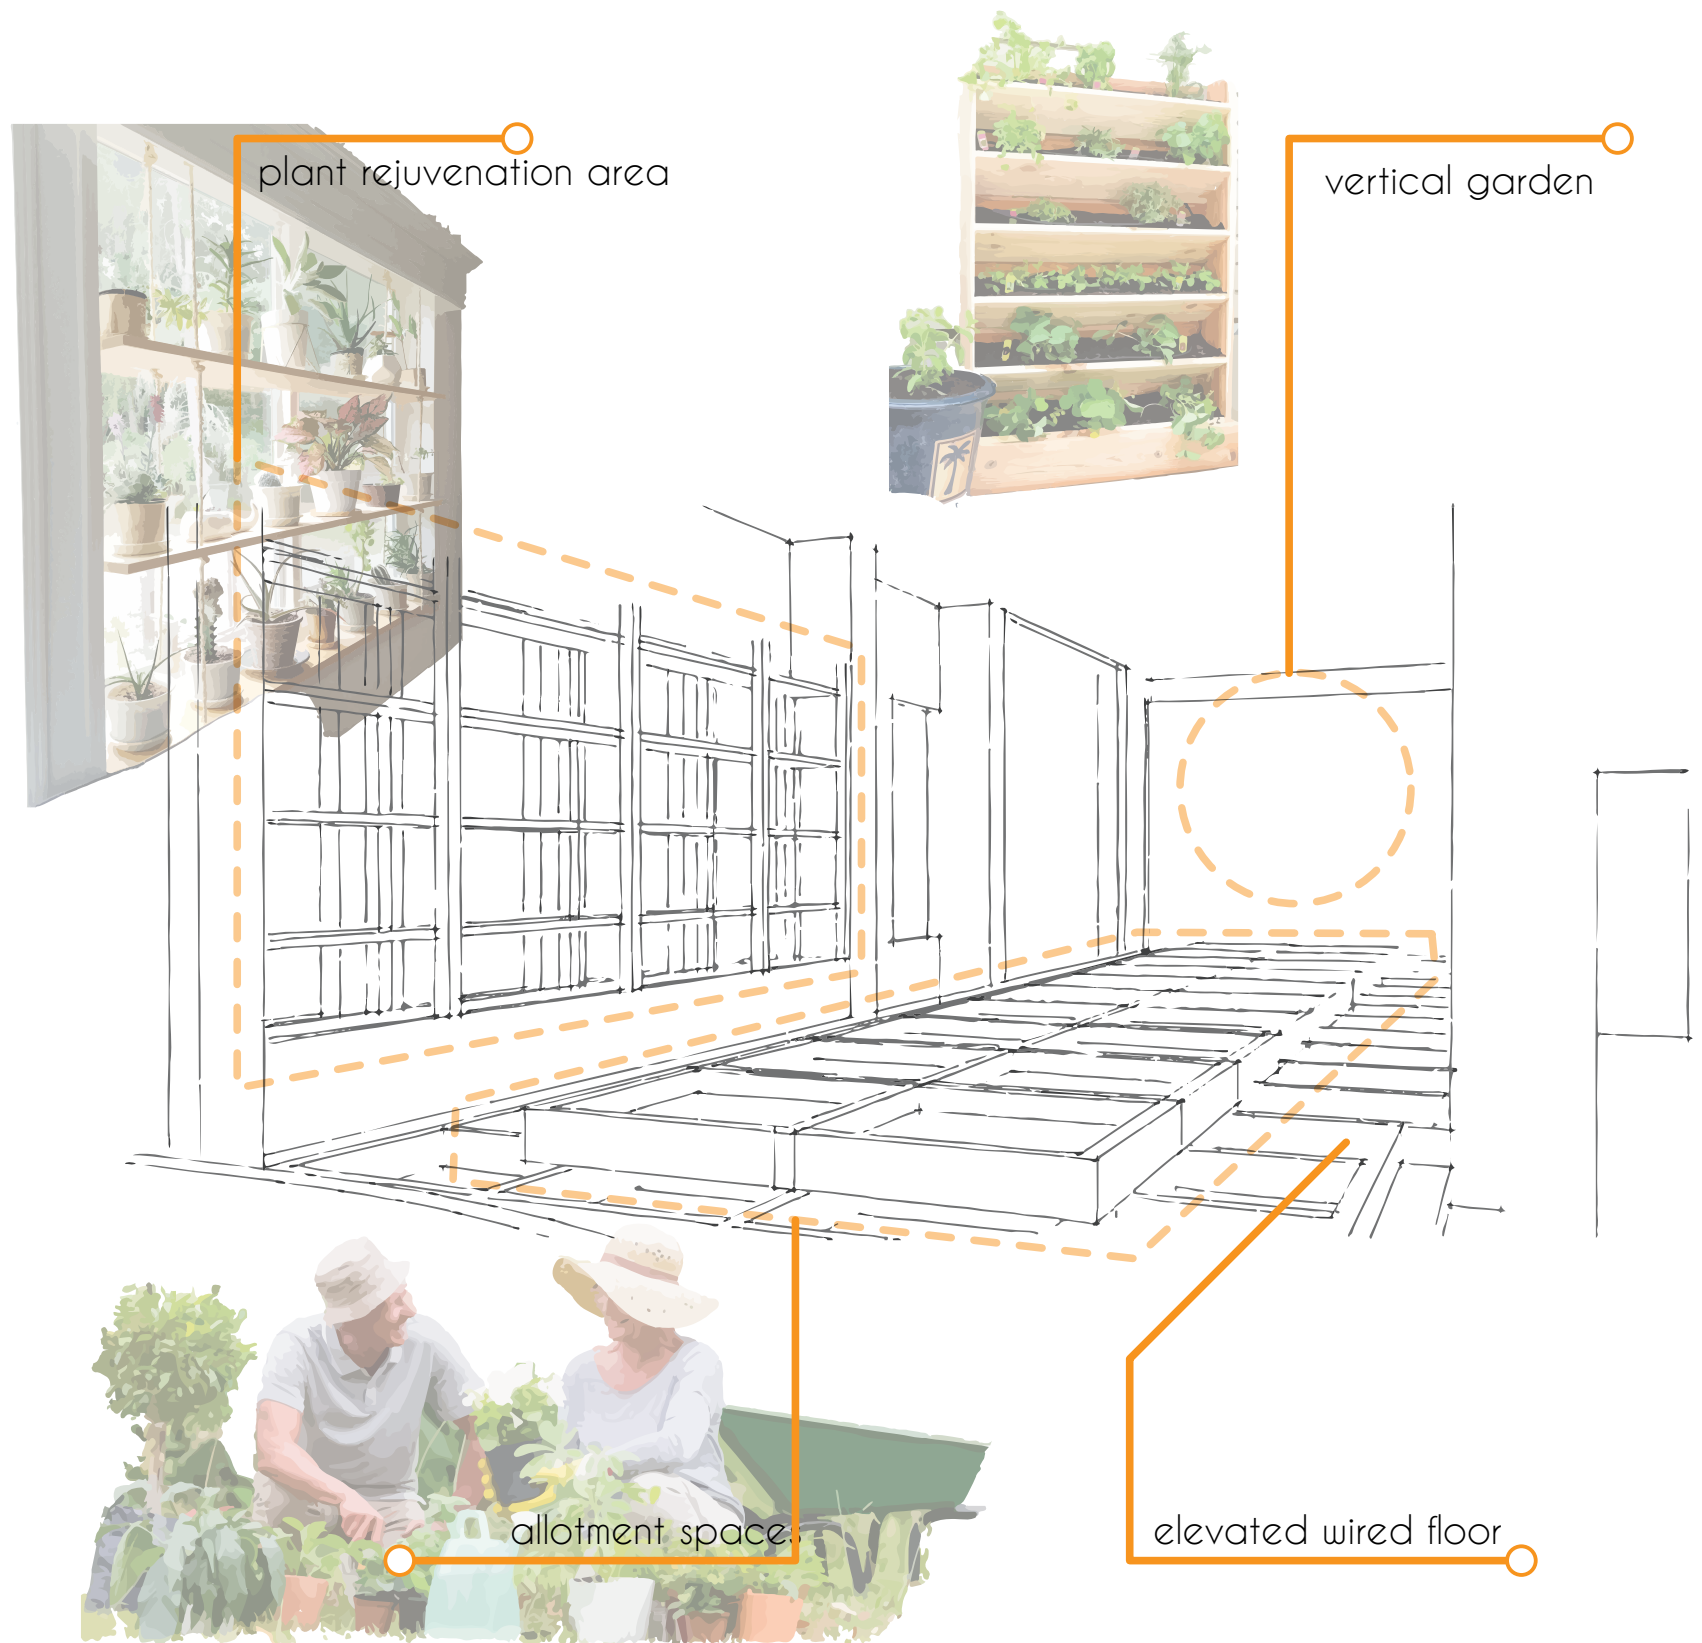 plant rejuvenation area
vertical garden
allotment spaces
elevated wired floor